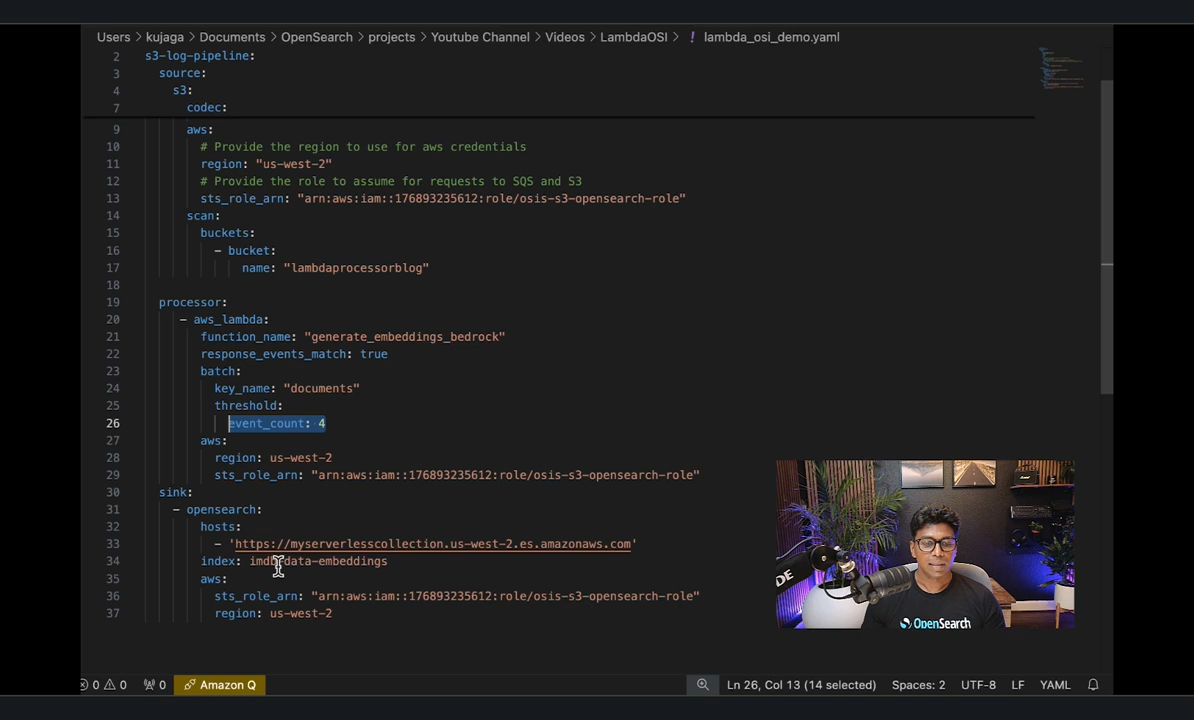 Users > kujaga > Documents > OpenSearch > projects > Youtube Channel > Videos > LambdaOSI > ! lambda_osi_demo.yaml
2 s3-log-pipeline:
3 source:
4 s3:
7 codec:
9 aws:
10 # Provide the region to use for aws credentials
11 region: "us-west-2"
12 # Provide the role to assume for requests to SQS and S3
13 sts_role_arn: "arn:aws:iam::176893235612:role/osis-s3-opensearch-role"
14 scan:
15 buckets:
16 - bucket:
17 name: "lambdaprocessorblog"
18
19 processor:
20 - aws_lambda:
21 function_name: "generate_embeddings_bedrock"
22 response_events_match: true
23 batch:
24 key_name: "documents"
25 threshold:
26 event_count: 4
27 aws:
28 region: us-west-2
29 sts_role_arn: "arn:aws:iam::176893235612:role/osis-s3-opensearch-role"
30 sink:
31 - opensearch:
32 hosts:
33 - 'https://myserverlesscollection.us-west-2.es.amazonaws.com'
34 index: imdb-data-embeddings
35 aws:
36 sts_role_arn: "arn:aws:iam::176893235612:role/osis-s3-opensearch-role"
37 region: us-west-2
DE
OpenSearch
0 0 0 Amazon Q Ln 26, Col 13 (14 selected) Spaces: 2 UTF-8 LF YAML